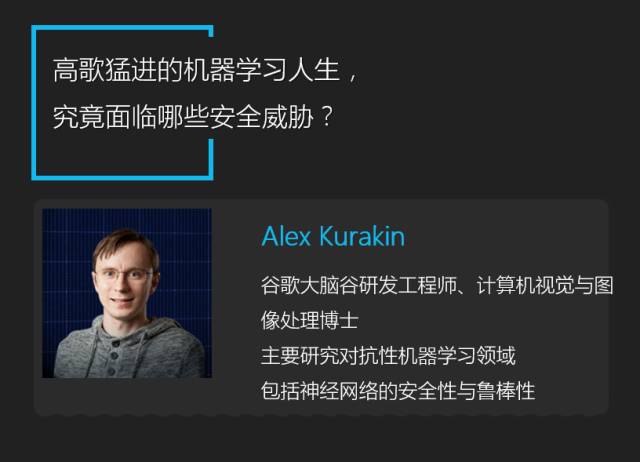 高歌猛进的机器学习人生，
究竟面临哪些安全威胁？
Alex Kurakin
谷歌大脑谷研发工程师、计算机视觉与图
像处理博士
主要研究对抗性机器学习领域
包括神经网络的安全性与鲁棒性